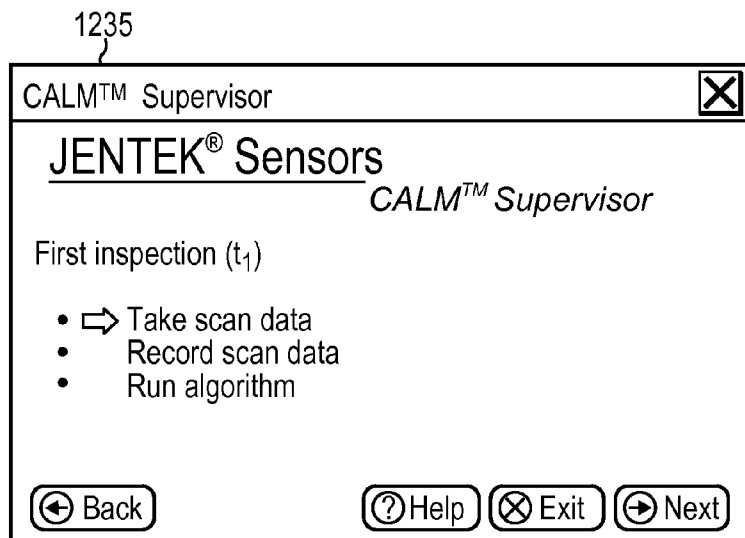 1235
CALM™ Supervisor
JENTEK® Sensors
CALM™ Supervisor
First inspection (t₁)
• Take scan data
• Record scan data
• Run algorithm
Back Help Exit Next